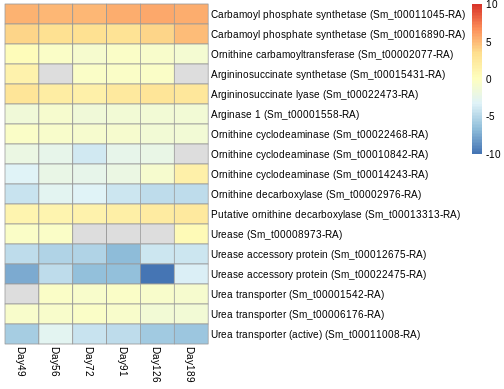 Carbamoyl phosphate synthetase (Sm_t00011045-RA)
Carbamoyl phosphate synthetase (Sm_t00016890-RA)
Ornithine carbamoyltransferase (Sm_t00002077-RA)
Argininosuccinate synthetase (Sm_t00015431-RA)
Argininosuccinate lyase (Sm_t00022473-RA)
Arginase 1 (Sm_t00001558-RA)
Ornithine cyclodeaminase (Sm_t00022468-RA)
Ornithine cyclodeaminase (Sm_t00010842-RA)
Ornithine cyclodeaminase (Sm_t00014243-RA)
Ornithine decarboxylase (Sm_t00002976-RA)
Putative ornithine decarboxylase (Sm_t00013313-RA)
Urease (Sm_t00008973-RA)
Urease accessory protein (Sm_t00012675-RA)
Urease accessory protein (Sm_t00022475-RA)
Urea transporter (Sm_t00001542-RA)
Urea transporter (Sm_t00006176-RA)
Urea transporter (active) (Sm_t00011008-RA)
Day49
Day56
Day72
Day91
Day126
Day189
10
5
0
-5
-10